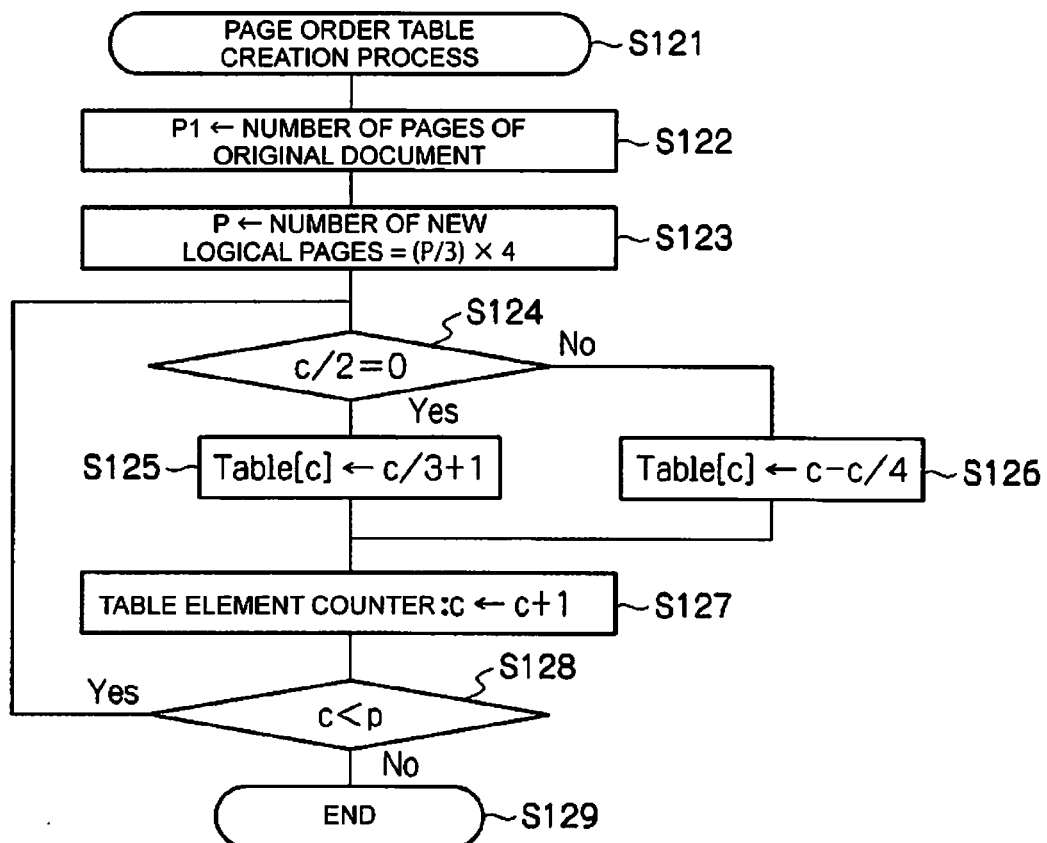 PAGE ORDER TABLE
CREATION PROCESS
S121
P1 ← NUMBER OF PAGES OF
ORIGINAL DOCUMENT
S122
P ← NUMBER OF NEW
LOGICAL PAGES = (P/3) × 4
S123
S124
c/2=0
No
Yes
S125
Table[c] ← c/3+1
Table[c] ← c-c/4
S126
TABLE ELEMENT COUNTER:c ← c+1
S127
S128
Yes
c<p
No
END
S129